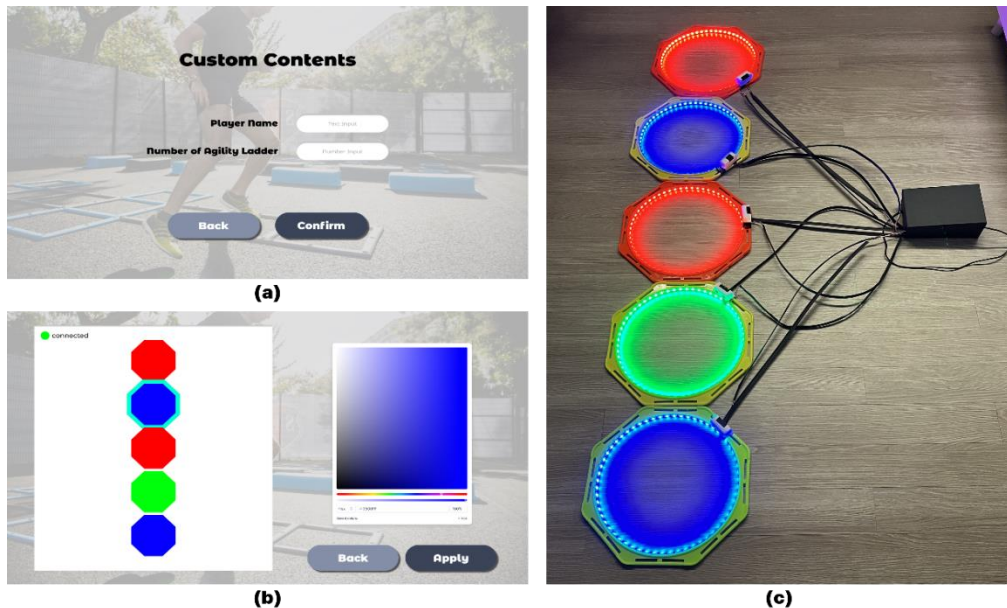 Custom Contents
Player Name
Text Input
Number of Agility Ladder
Number Input
Back
Confirm
(a)
connected
Back
Apply
(b)
(c)